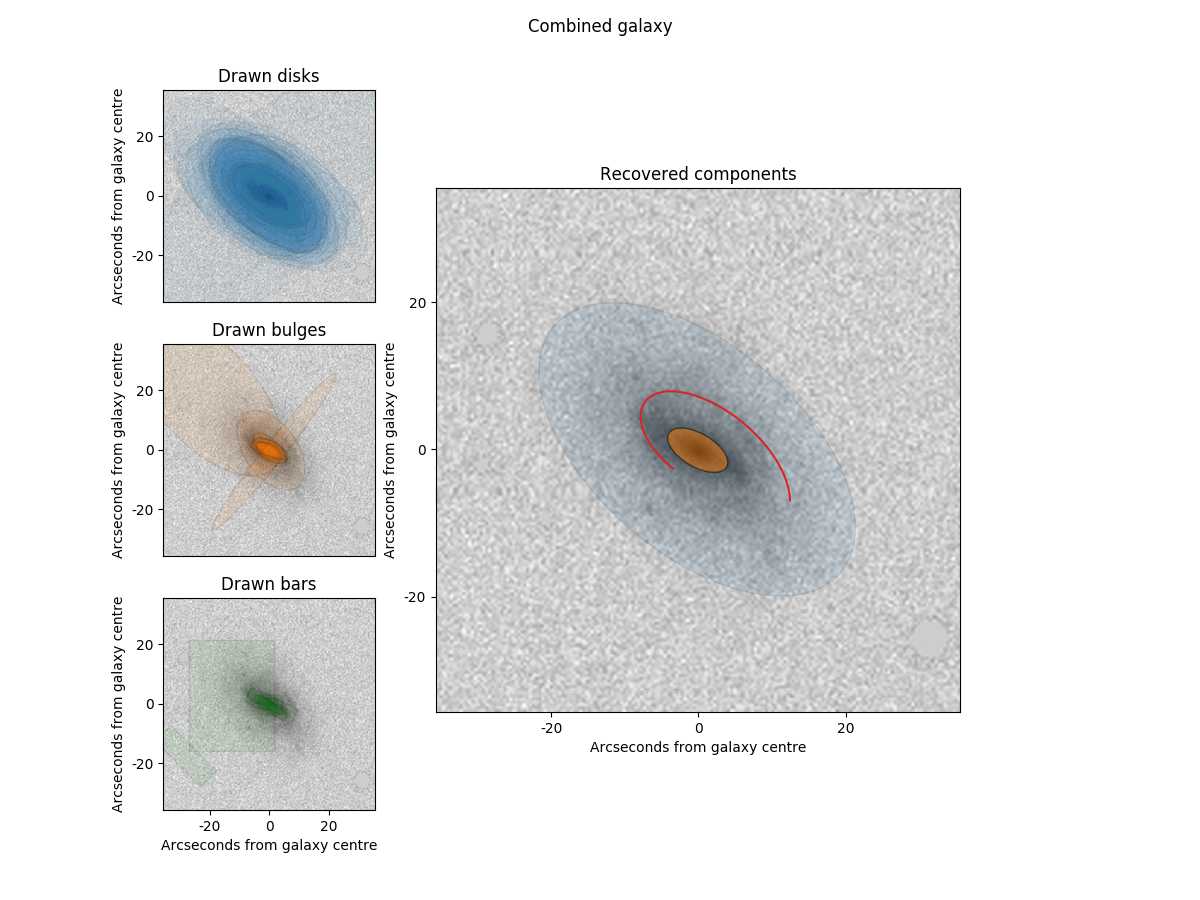 Combined galaxy
Drawn disks
Arcseconds from galaxy centre
20
0
-20
Drawn bulges
Arcseconds from galaxy centre
20
0
-20
Drawn bars
Arcseconds from galaxy centre
20
0
-20
-20 0 20
Arcseconds from galaxy centre
Recovered components
Arcseconds from galaxy centre
20
0
-20
-20 0 20
Arcseconds from galaxy centre